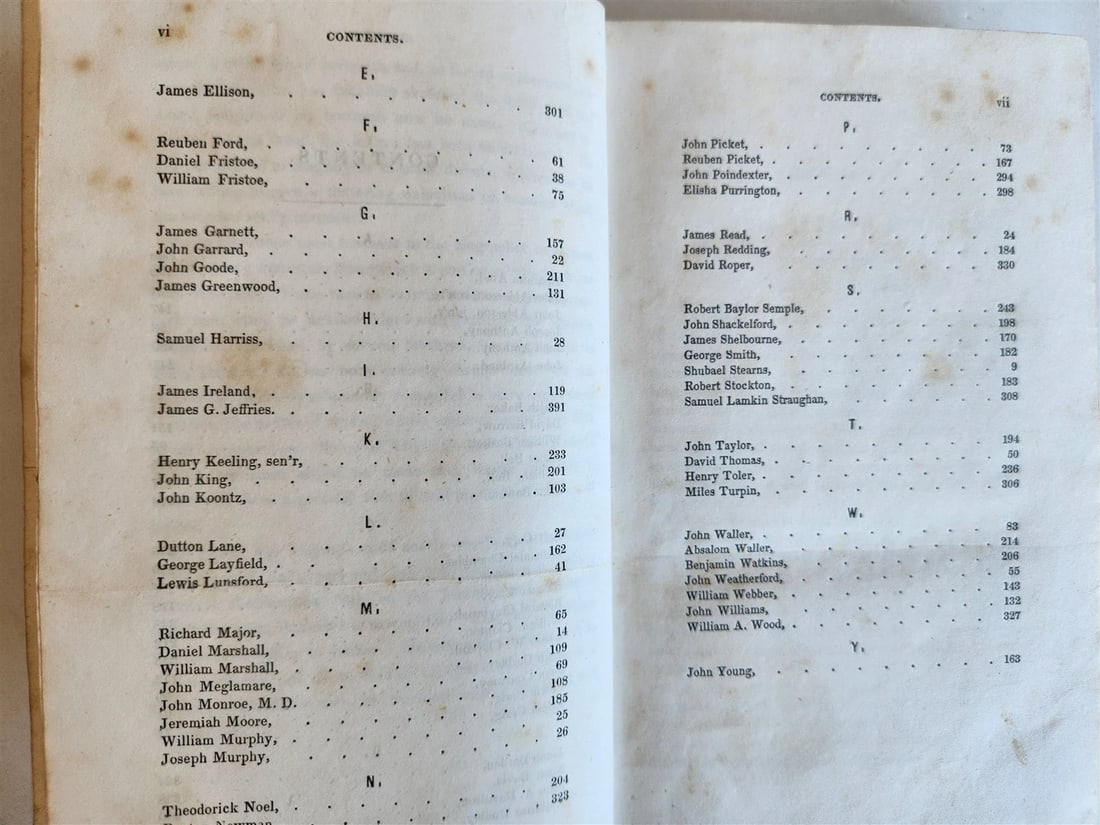 vi
CONTENTS.
E.
James Ellison, . . . . . . . . . 301
F.
Reuben Ford, . . . . . . . . . 61
Daniel Fristoe, . . . . . . . . . 38
William Fristoe, . . . . . . . . 75
G.
James Garnett, . . . . . . . . . 157
John Garrard, . . . . . . . . . 22
John Goode, . . . . . . . . . 211
James Greenwood, . . . . . . . . 131
H.
Samuel Harriss, . . . . . . . . . 28
I.
James Ireland, . . . . . . . . . 119
James G. Jeffries. . . . . . . . . 391
K.
Henry Keeling, sen'r, . . . . . . . 233
John King, . . . . . . . . . 201
John Koontz, . . . . . . . . . 103
L.
Dutton Lane, . . . . . . . . . 27
George Layfield, . . . . . . . . . 162
Lewis Lunsford, . . . . . . . . . 41
M.
Richard Major, . . . . . . . . . 65
Daniel Marshall, . . . . . . . . . 14
William Marshall, . . . . . . . . 109
John Meglamare, . . . . . . . . 69
John Monroe, M. D. . . . . . . . 108
Jeremiah Moore, . . . . . . . . 185
William Murphy, . . . . . . . . 25
Joseph Murphy, . . . . . . . . 26
N.
Theodorick Noel, . . . . . . . . 204
Newman, 323
CONTENTS.
vii
P.
John Picket, . . . . . . . . . 73
Reuben Picket, . . . . . . . . . 167
John Poindexter, . . . . . . . . 294
Elisha Purrington, . . . . . . . . 298
R.
James Read, . . . . . . . . . 24
Joseph Redding, . . . . . . . . 184
David Roper, . . . . . . . . . 330
S.
Robert Baylor Semple, . . . . . . . 243
John Shackelford, . . . . . . . . 198
James Shelbourne, . . . . . . . . 170
George Smith, . . . . . . . . . 182
Shubael Stearns, . . . . . . . . 9
Robert Stockton, . . . . . . . . 183
Samuel Lamkin Straughan, . . . . . . 308
T.
John Taylor, . . . . . . . . . 194
David Thomas, . . . . . . . . . 50
Henry Toler, . . . . . . . . . 236
Miles Turpin, . . . . . . . . . 306
W.
John Waller, . . . . . . . . . 83
Absalom Waller, . . . . . . . . 214
Benjamin Watkins, . . . . . . . . 206
John Weatherford, . . . . . . . . 55
William Webber, . . . . . . . . 143
John Williams, . . . . . . . . . 132
William A. Wood, . . . . . . . . 327
Y.
John Young, . . . . . . . . . 163